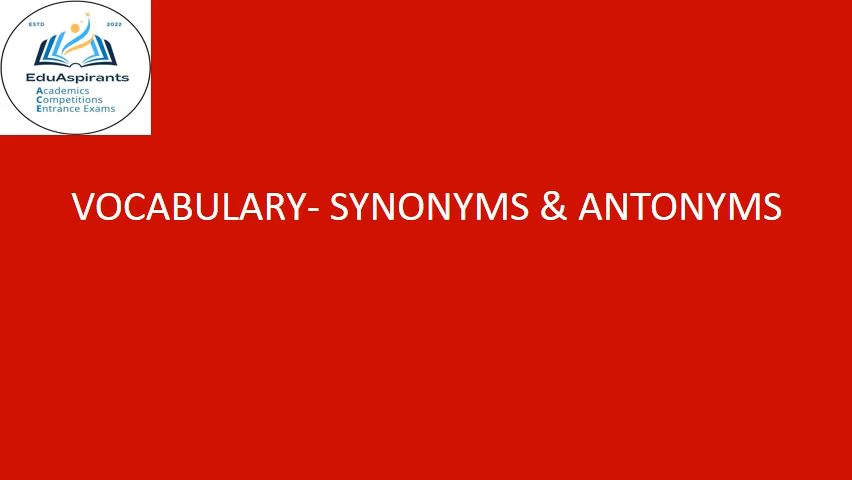 ESTD 2022
EduAspirants
Academics
Competitions
Entrance Exams
VOCABULARY- SYNONYMS & ANTONYMS